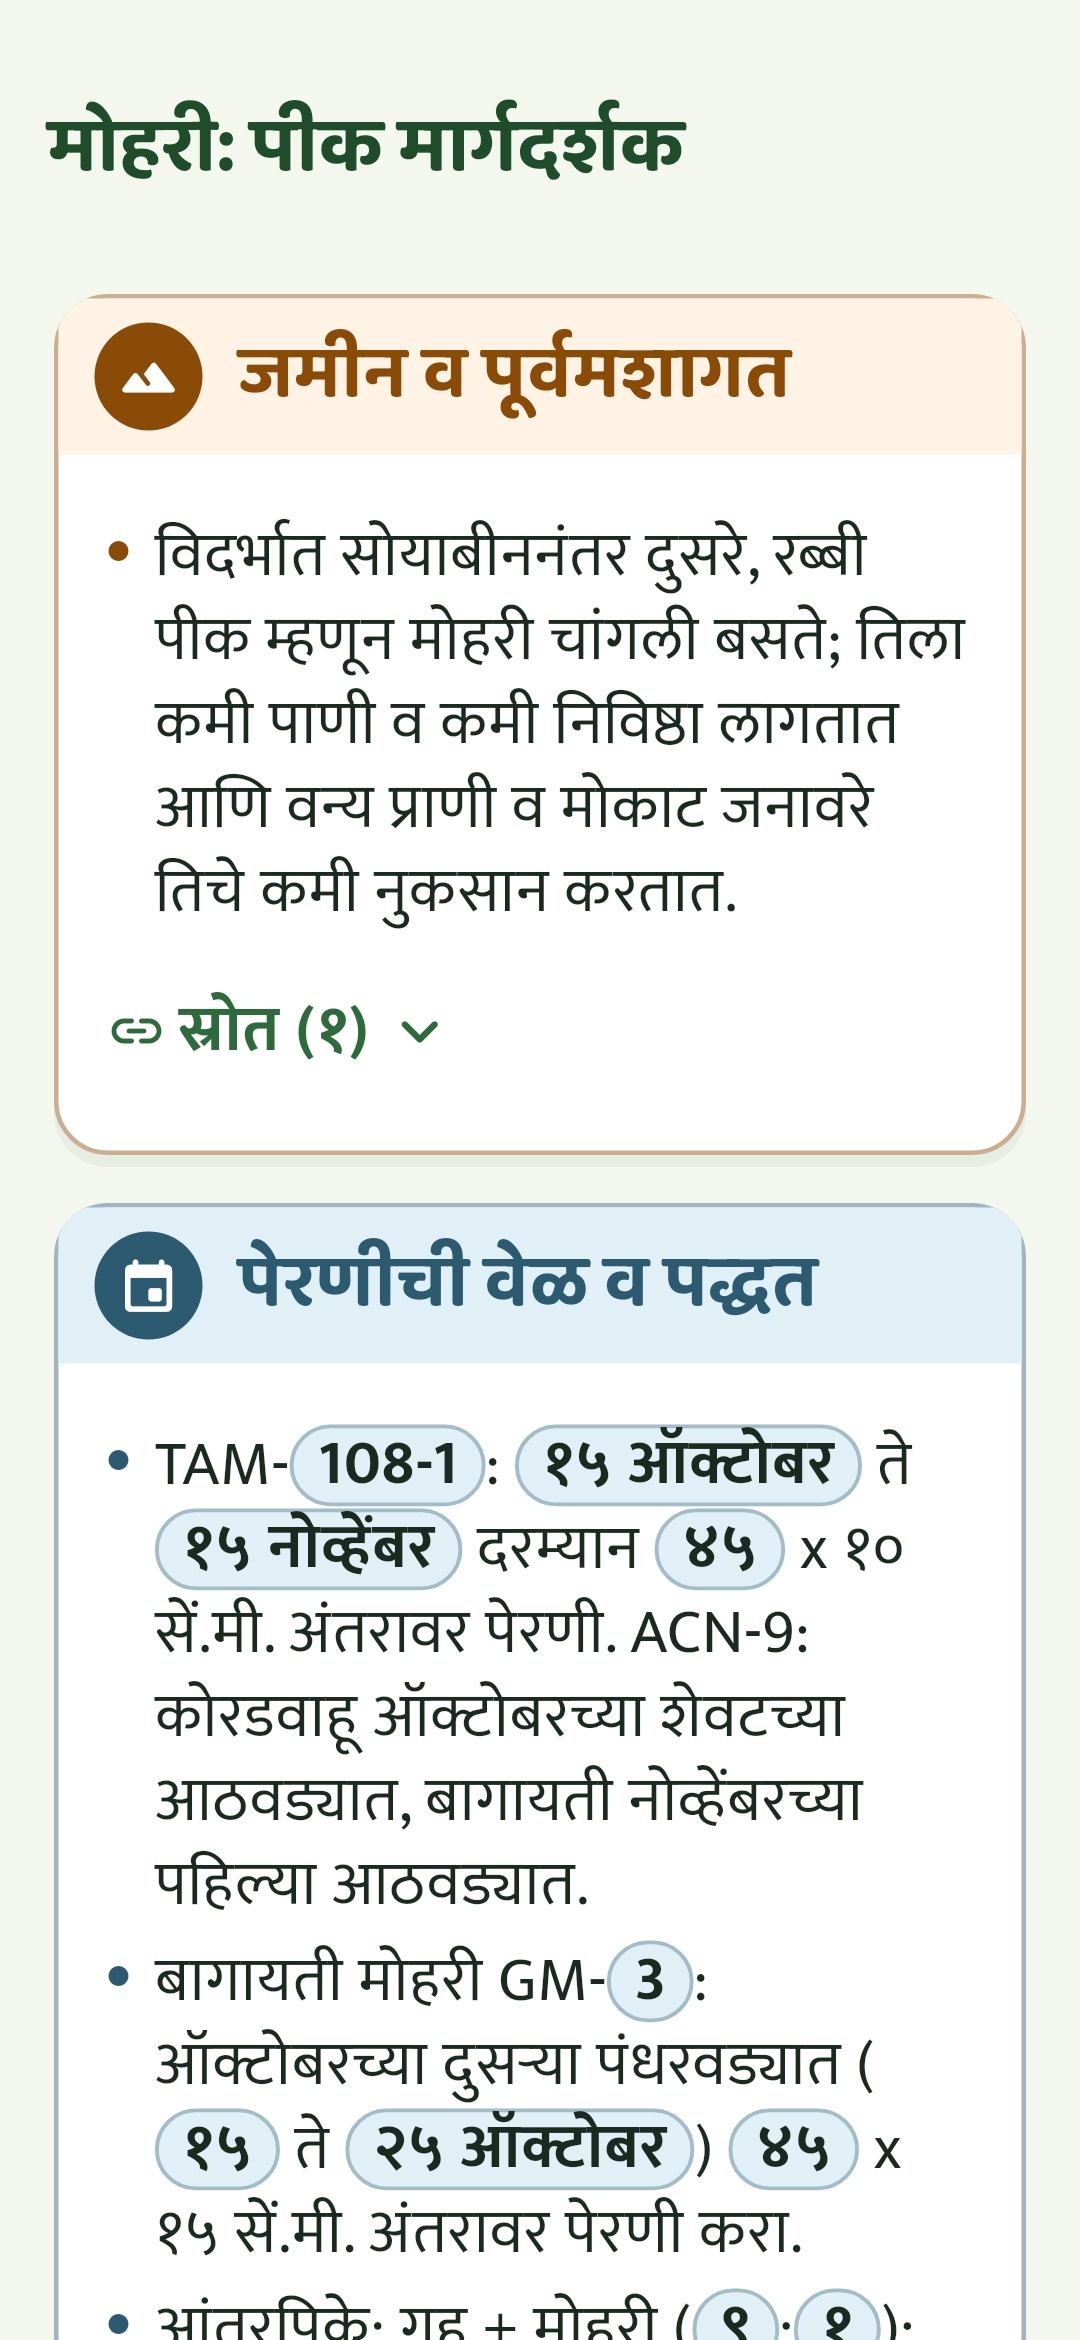 मोहरी: पीक मार्गदर्शक
जमीन व पूर्वमशागत
• विदर्भात सोयाबीननंतर दुसरे, रब्बी
पीक म्हणून मोहरी चांगली बसते; तिला
कमी पाणी व कमी निविष्ठा लागतात
आणि वन्य प्राणी व मोकाट जनावरे
तिचे कमी नुकसान करतात.
स्रोत (१)
पेरणीची वेळ व पद्धत
• TAM-108-1: १५ ऑक्टोबर ते
१५ नोव्हेंबर दरम्यान ४५ x १०
सें.मी. अंतरावर पेरणी. ACN-9:
कोरडवाहू ऑक्टोबरच्या शेवटच्या
आठवड्यात, बागायती नोव्हेंबरच्या
पहिल्या आठवड्यात.
• बागायती मोहरी GM-3:
ऑक्टोबरच्या दुसऱ्या पंधरवड्यात (
१५ ते २५ ऑक्टोबर) ४५ x
१५ सें.मी. अंतरावर पेरणी करा.
• आंतरपिके: गहू + मोहरी (